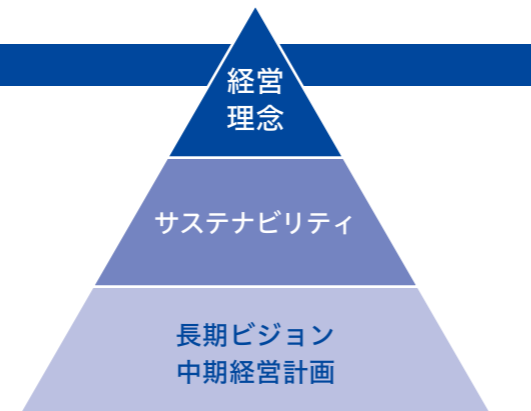 経営
理念
サステナビリティ
長期ビジョン
中期経営計画